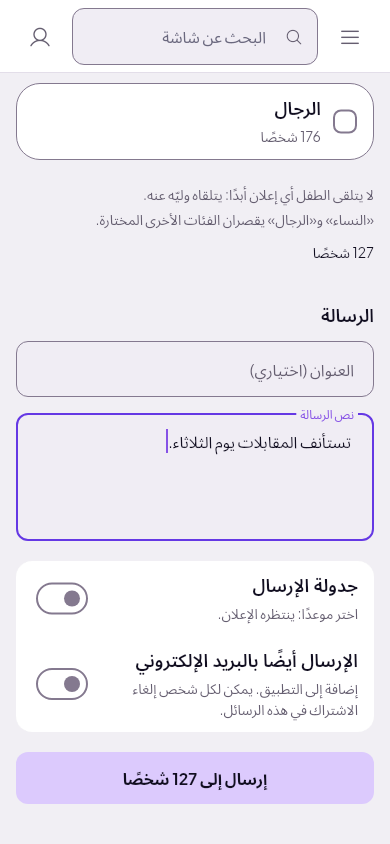 البحث عن شاشة
الرجال
176 شخصًا
لا يتلقى الطفل أي إعلان أبدًا: يتلقاه وليّه عنه.
«النساء» و«الرجال» يقصران الفئات الأخرى المختارة.
127 شخصًا
الرسالة
العنوان (اختياري)
نص الرسالة
تستأنف المقابلات يوم الثلاثاء.
جدولة الإرسال
اختر موعدًا: ينتظره الإعلان.
الإرسال أيضًا بالبريد الإلكتروني
إضافة إلى التطبيق. يمكن لكل شخص إلغاء
الاشتراك في هذه الرسائل.
إرسال إلى 127 شخصًا